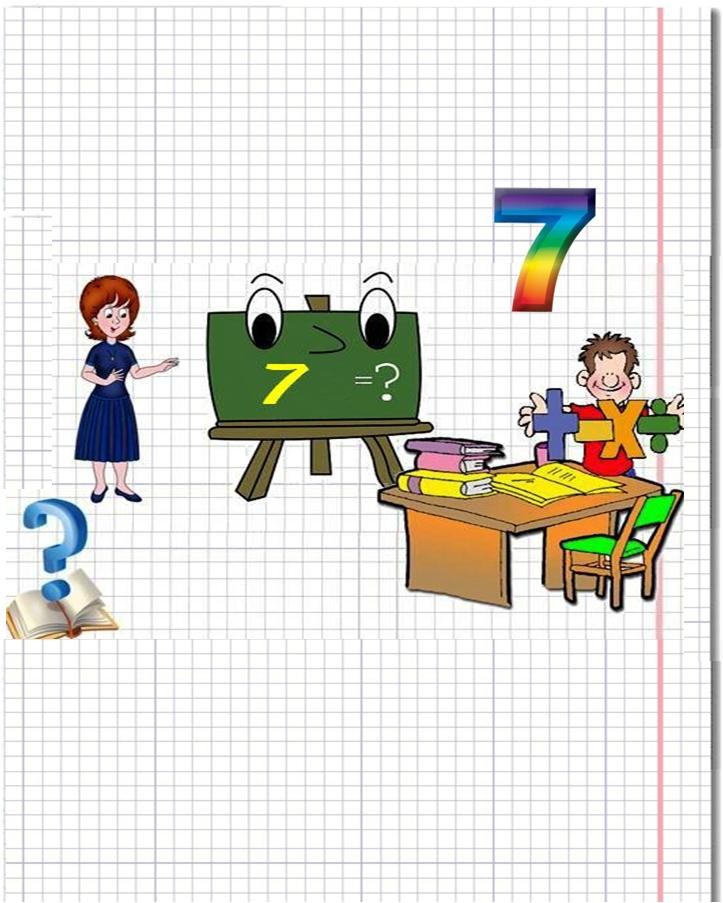 7
7 =?
+ - × ÷
?